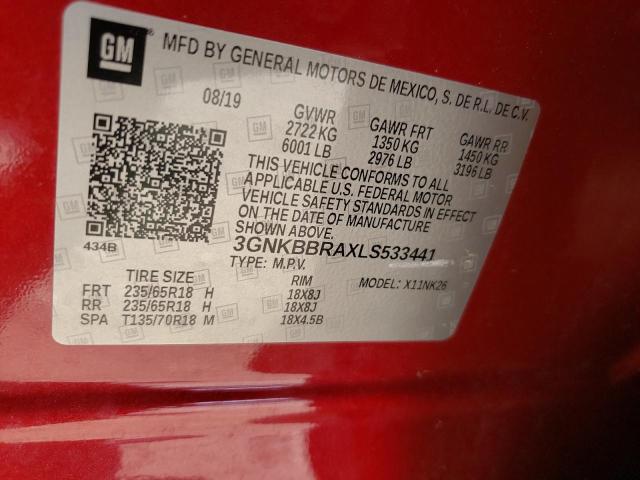 GM ® MFD BY GENERAL MOTORS DE MEXICO, S. DE R.L. DE C.V.
08/19 GVWR GAWR FRT GAWR RR
2722 KG 1350 KG 1450 KG
6001 LB 2976 LB 3196 LB
THIS VEHICLE CONFORMS TO ALL
APPLICABLE U.S. FEDERAL MOTOR
VEHICLE SAFETY STANDARDS IN EFFECT
ON THE DATE OF MANUFACTURE
SHOWN ABOVE.
434B 3GNKBBRAXLS533441
TYPE: M.P.V. MODEL: X11NK26
TIRE SIZE RIM
FRT 235/65R18 H 18X8J
RR 235/65R18 H 18X8J
SPA T135/70R18 M 18X4.5B